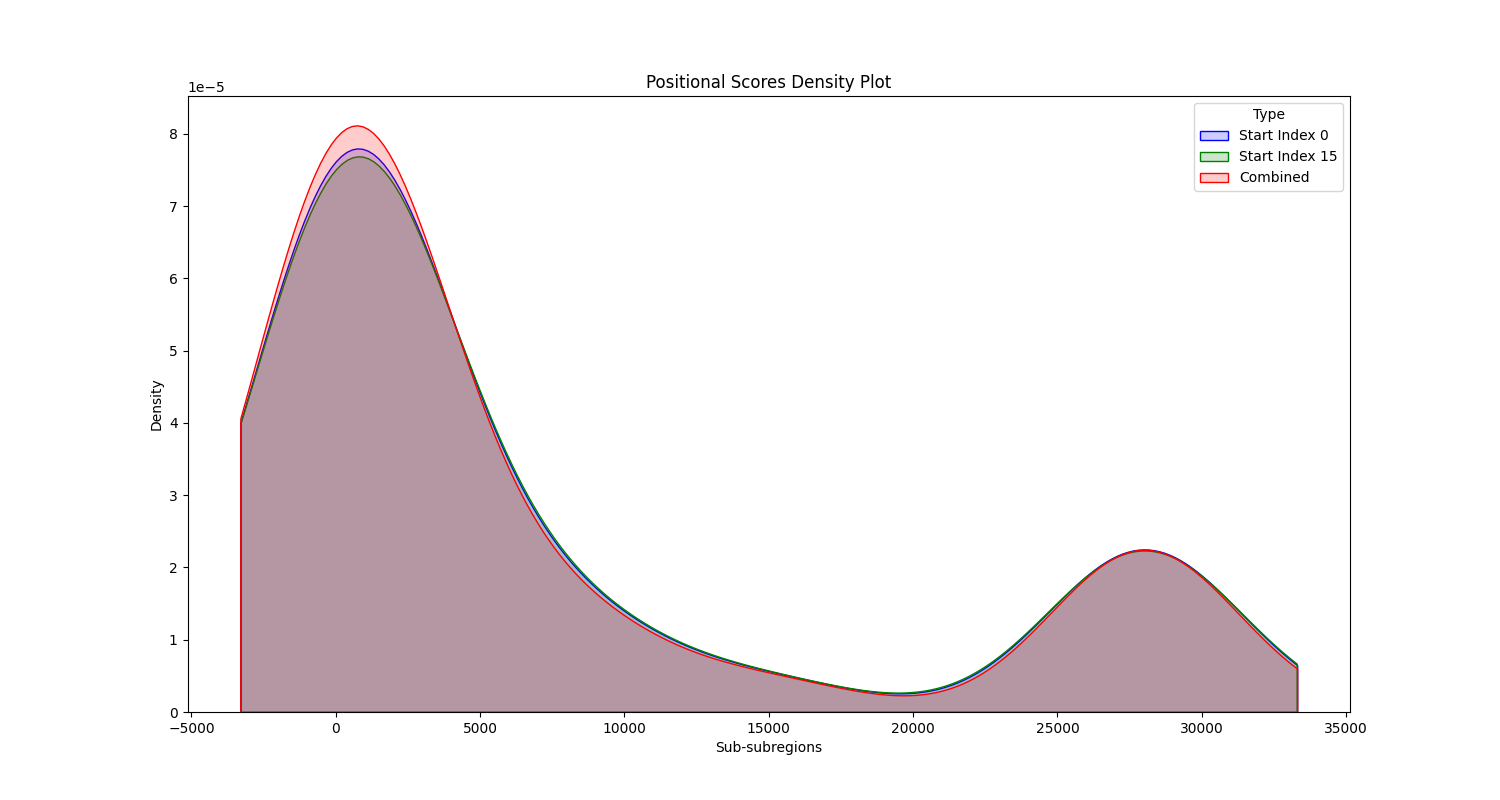 Positional Scores Density Plot
1e−5
Type
Start Index 0
Start Index 15
Combined
8
7
6
5
4
3
2
1
0
Density
−5000 0 5000 10000 15000 20000 25000 30000 35000
Sub-subregions